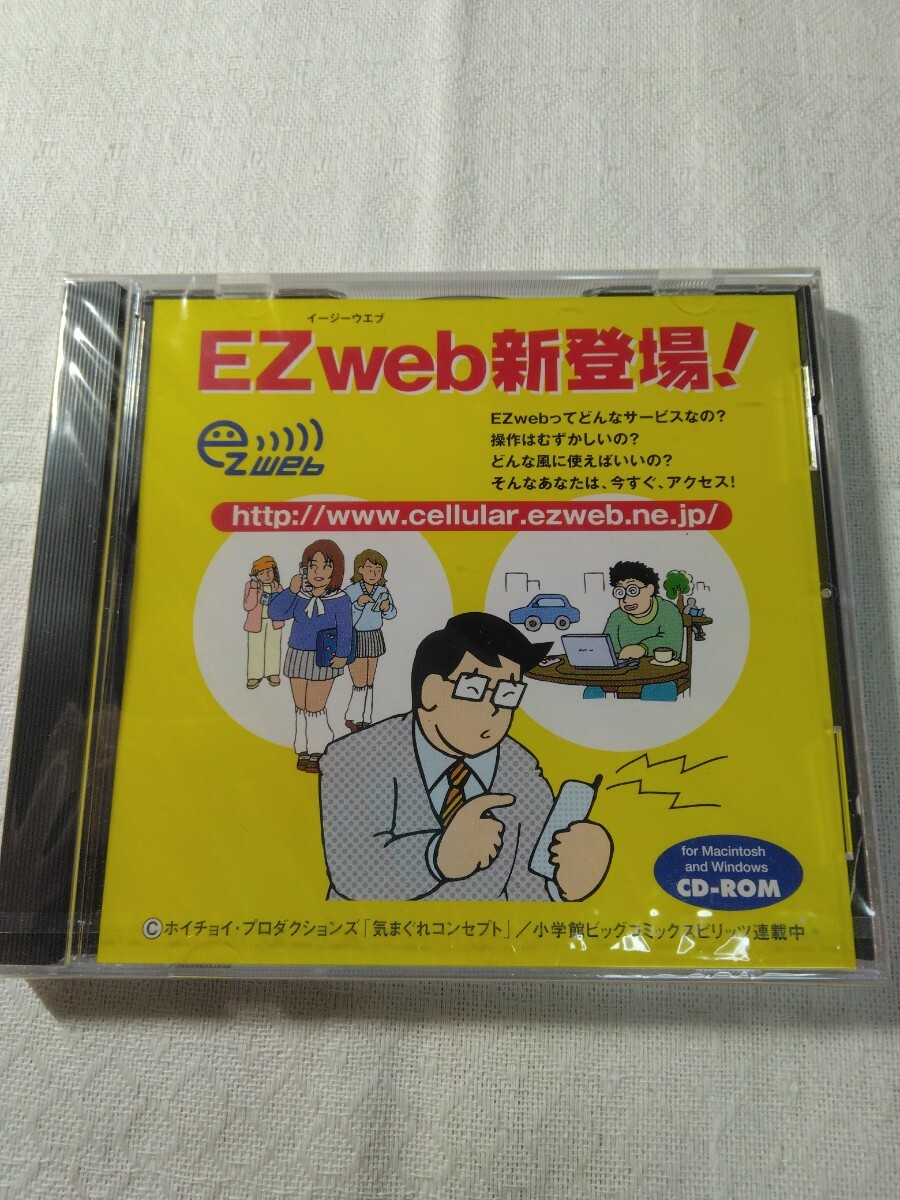 イージーウエブ
EZweb新登場!
ezweb
EZwebってどんなサービスなの?
操作はむずかしいの?
どんな風に使えばいいの?
そんなあなたは、今すぐ、アクセス!
http://www.cellular.ezweb.ne.jp/
for Macintosh
and Windows
CD-ROM
©ホイチョイ・プロダクションズ「気まぐれコンセプト」/小学館ビッグコミックスピリッツ連載中